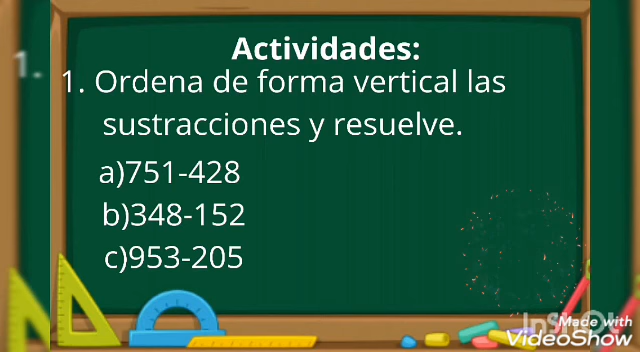 Actividades:
1. Ordena de forma vertical las
sustracciones y resuelve.
a)751-428
b)348-152
c)953-205
Made with
VideoShow